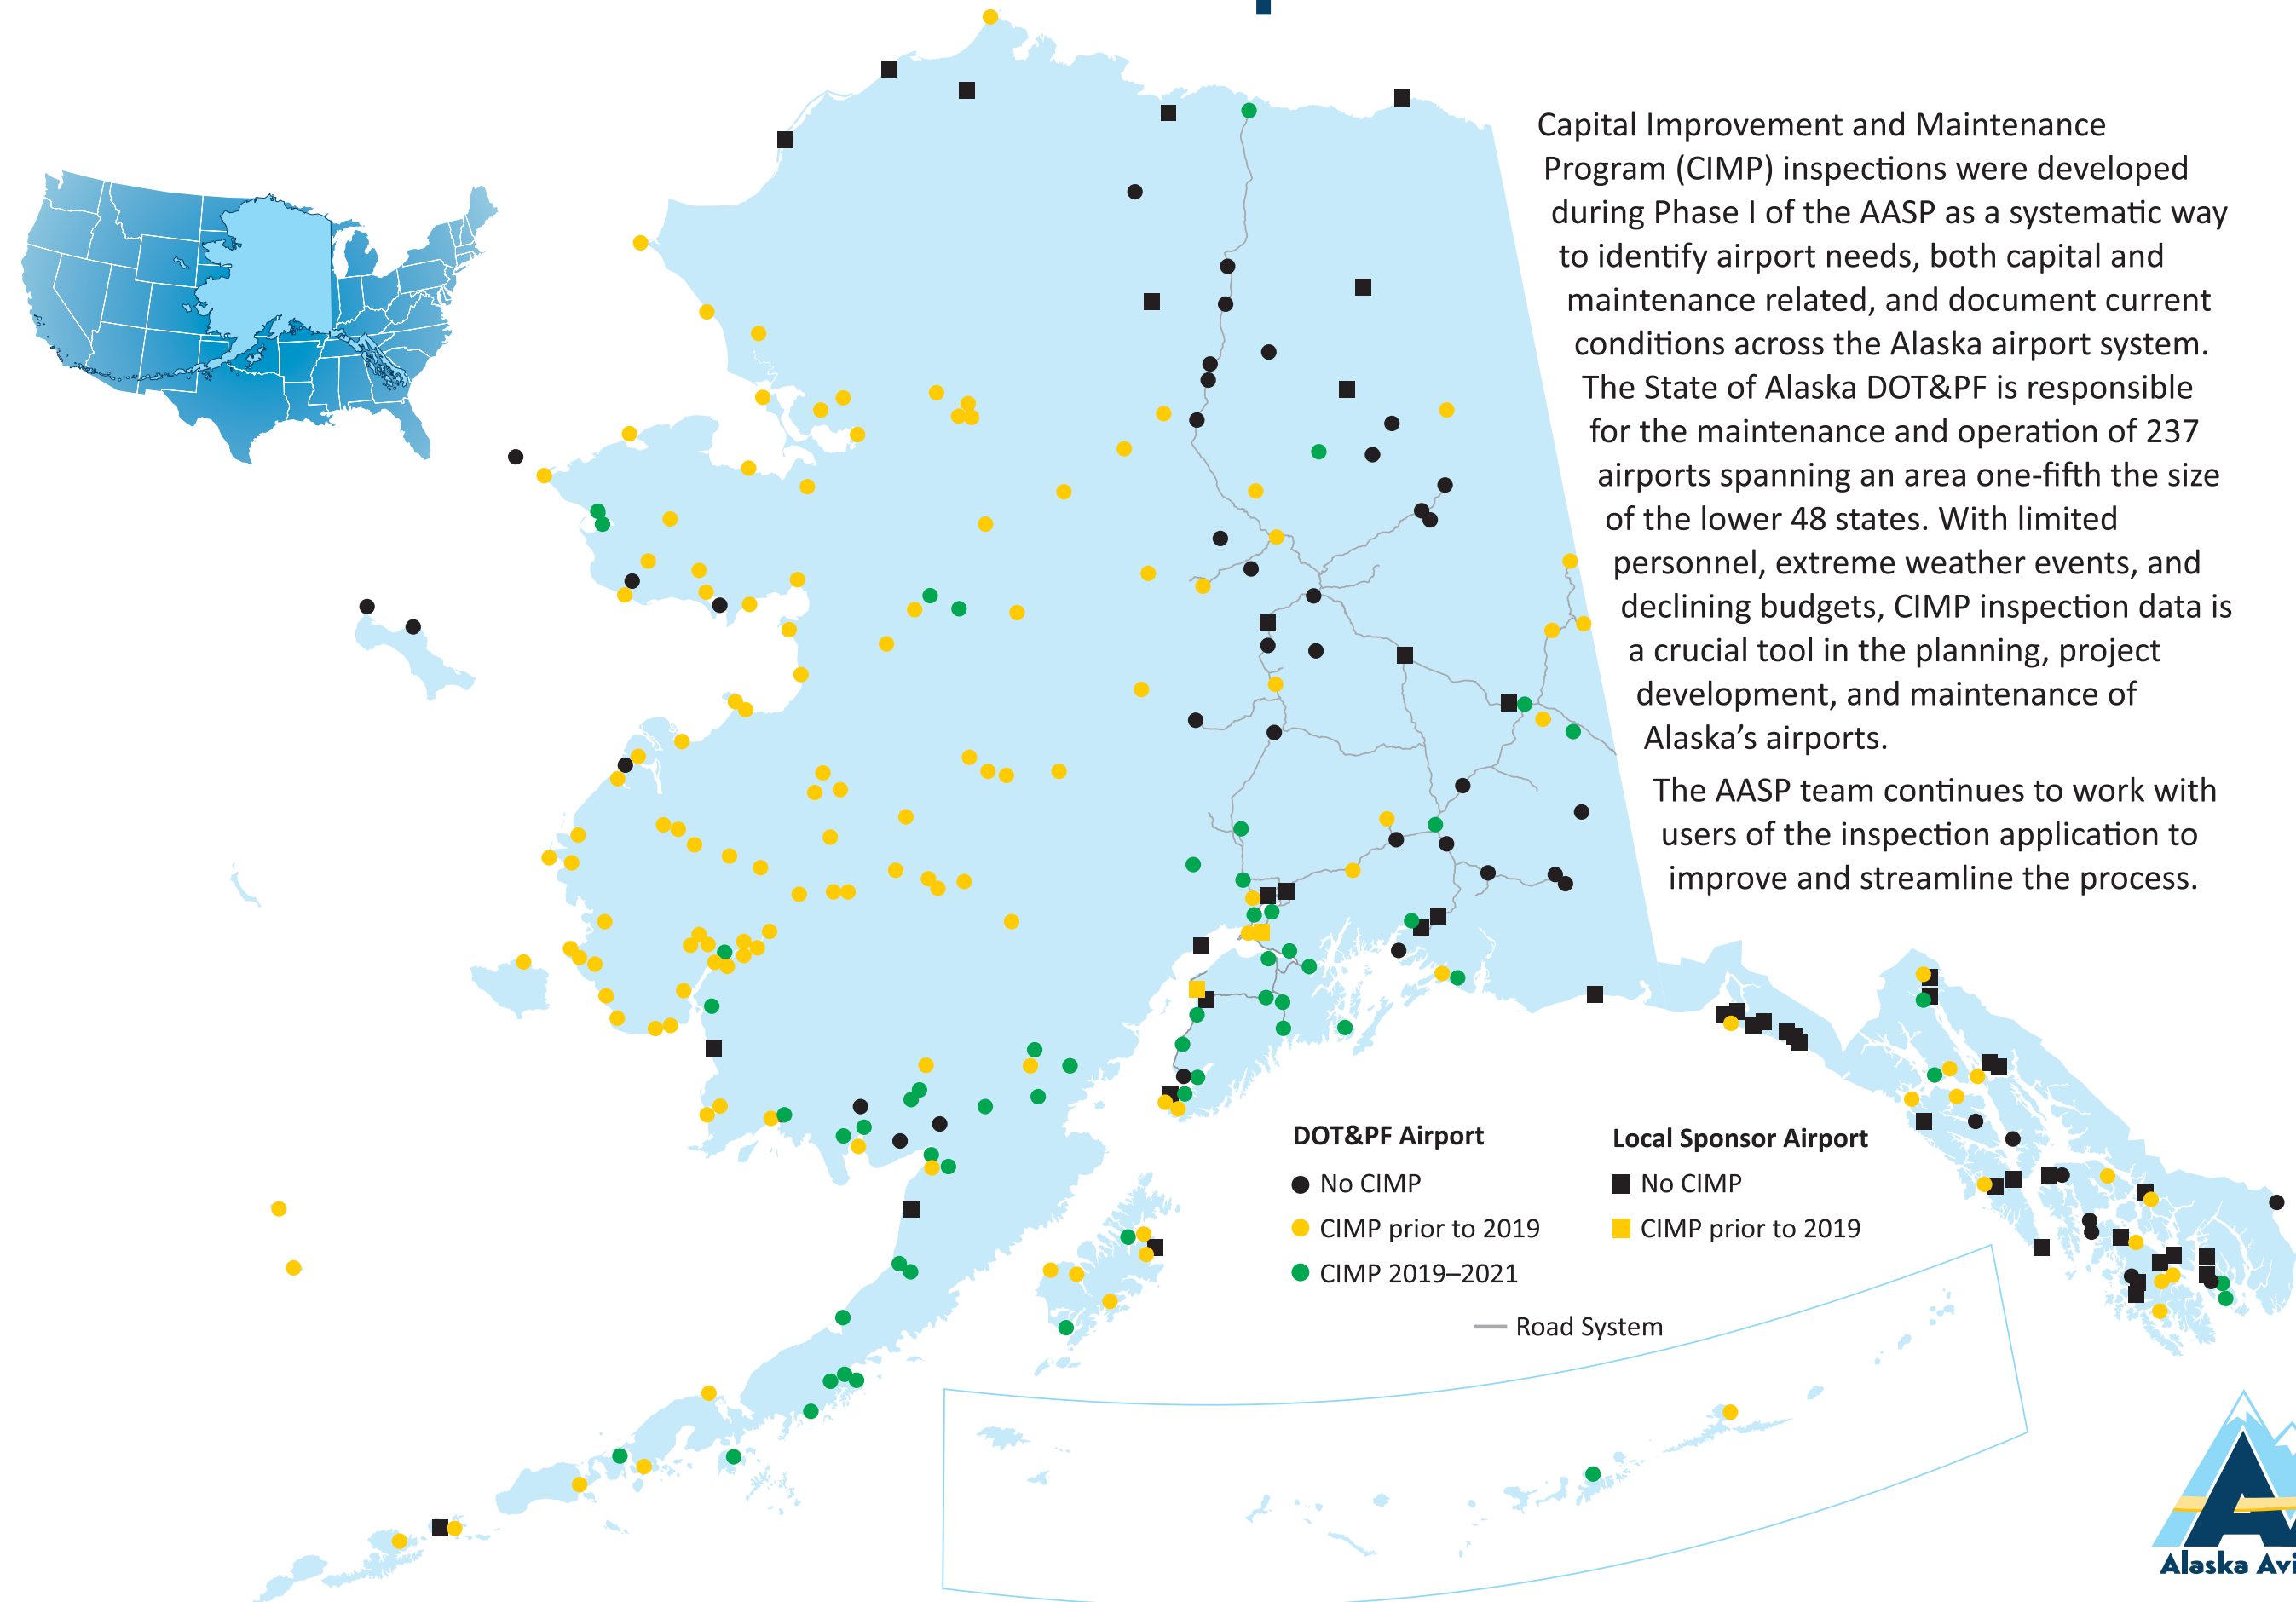 Capital Improvement and Maintenance
Program (CIMP) inspections were developed
during Phase I of the AASP as a systematic way
to identify airport needs, both capital and
maintenance related, and document current
conditions across the Alaska airport system.
The State of Alaska DOT&PF is responsible
for the maintenance and operation of 237
airports spanning an area one-fifth the size
of the lower 48 states. With limited
personnel, extreme weather events, and
declining budgets, CIMP inspection data is
a crucial tool in the planning, project
development, and maintenance of
Alaska’s airports.
The AASP team continues to work with
users of the inspection application to
improve and streamline the process.
DOT&PF Airport
No CIMP
CIMP prior to 2019
CIMP 2019–2021
Local Sponsor Airport
No CIMP
CIMP prior to 2019
Road System
Alaska Avi